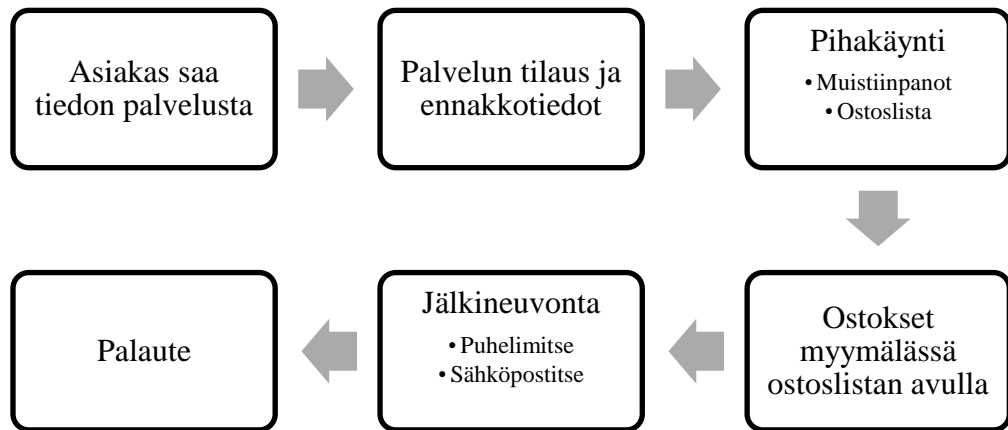 Asiakas saa
tiedon palvelusta
Palvelun tilaus ja
ennakkotiedot
Pihakäynti
• Muistiinpanot
• Ostoslista
Ostokset
myymälässä
ostoslistan avulla
Jälkineuvonta
• Puhelimitse
• Sähköpostitse
Palaute